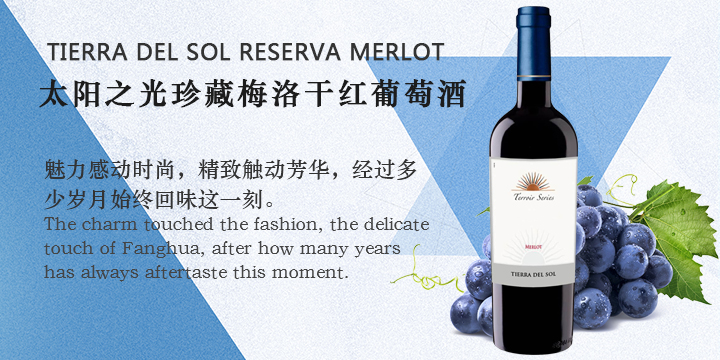 TIERRA DEL SOL RESERVA MERLOT
太阳之光珍藏梅洛干红葡萄酒
魅力感动时尚，精致触动芳华，经过多
少岁月始终回味这一刻。
The charm touched the fashion, the delicate
touch of Fanghua, after how many years
has always aftertaste this moment.
Terroir Series
MERLOT
TIERRA DEL SOL